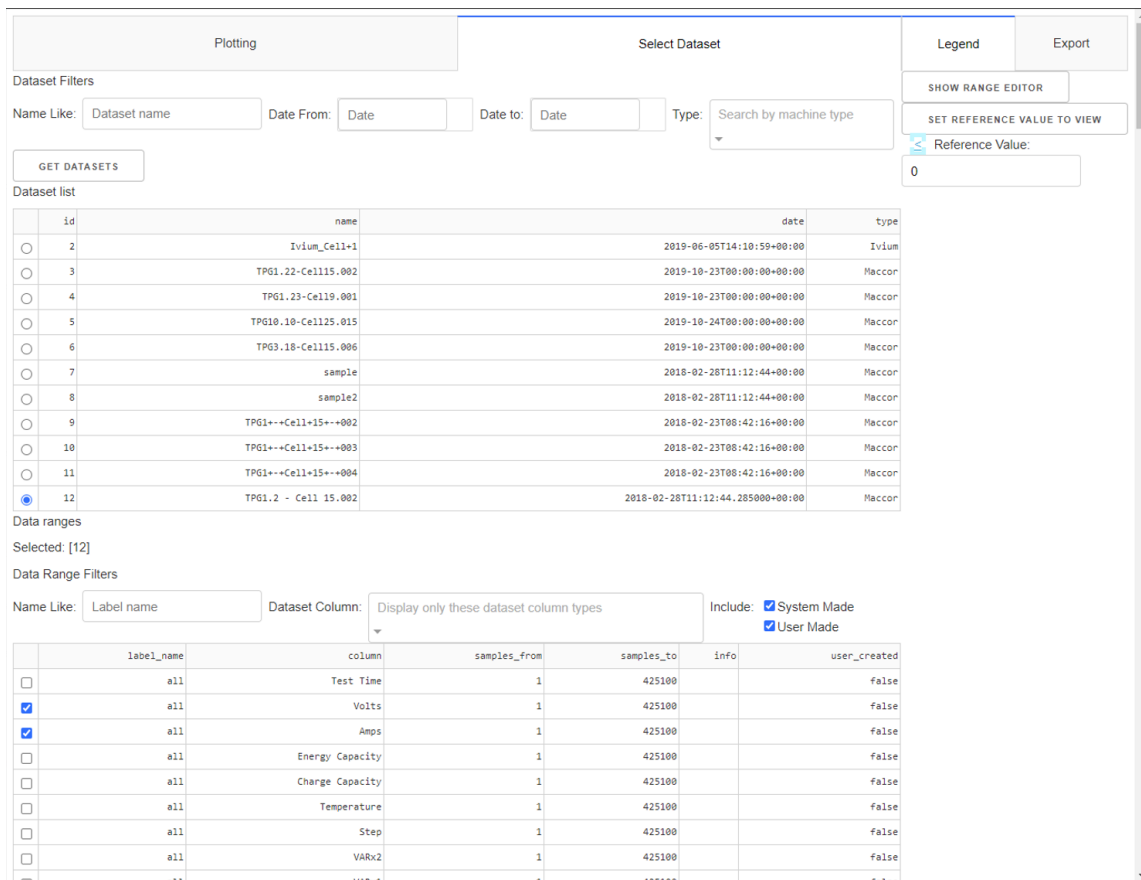 Plotting Select Dataset Legend Export
Dataset Filters
SHOW RANGE EDITOR
Name Like: Dataset name Date From: Date Date to: Date Type: Search by machine type
SET REFERENCE VALUE TO VIEW
< Reference Value:
GET DATASETS
0
Dataset list
id name date type
2 Ivium_Cell+1 2019-06-05T14:10:59+00:00 Ivium
3 TPG1.22-Cell15.002 2019-10-23T00:00:00+00:00 Maccor
4 TPG1.23-Cell9.001 2019-10-23T00:00:00+00:00 Maccor
5 TPG10.10-Cell25.015 2019-10-24T00:00:00+00:00 Maccor
6 TPG3.18-Cell15.006 2019-10-23T00:00:00+00:00 Maccor
7 sample 2018-02-28T11:12:44+00:00 Maccor
8 sample2 2018-02-28T11:12:44+00:00 Maccor
9 TPG1+-+Cell+15+-+002 2018-02-23T08:42:16+00:00 Maccor
10 TPG1+-+Cell+15+-+003 2018-02-23T08:42:16+00:00 Maccor
11 TPG1+-+Cell+15+-+004 2018-02-23T08:42:16+00:00 Maccor
12 TPG1.2 - Cell 15.002 2018-02-28T11:12:44.285000+00:00 Maccor
Data ranges
Selected: [12]
Data Range Filters
Name Like: Label name Dataset Column: Display only these dataset column types Include: System Made
User Made
label_name column samples_from samples_to info user_created
all Test Time 1 425100 false
all Volts 1 425100 false
all Amps 1 425100 false
all Energy Capacity 1 425100 false
all Charge Capacity 1 425100 false
all Temperature 1 425100 false
all Step 1 425100 false
all VARx2 1 425100 false